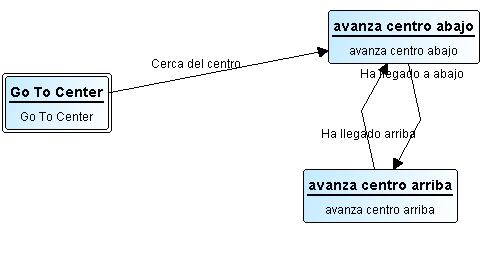 avanza centro abajo
avanza centro abajo
Cerca del centro
Ha llegado a abajo
Go To Center
Go To Center
Ha llegado arriba
avanza centro arriba
avanza centro arriba